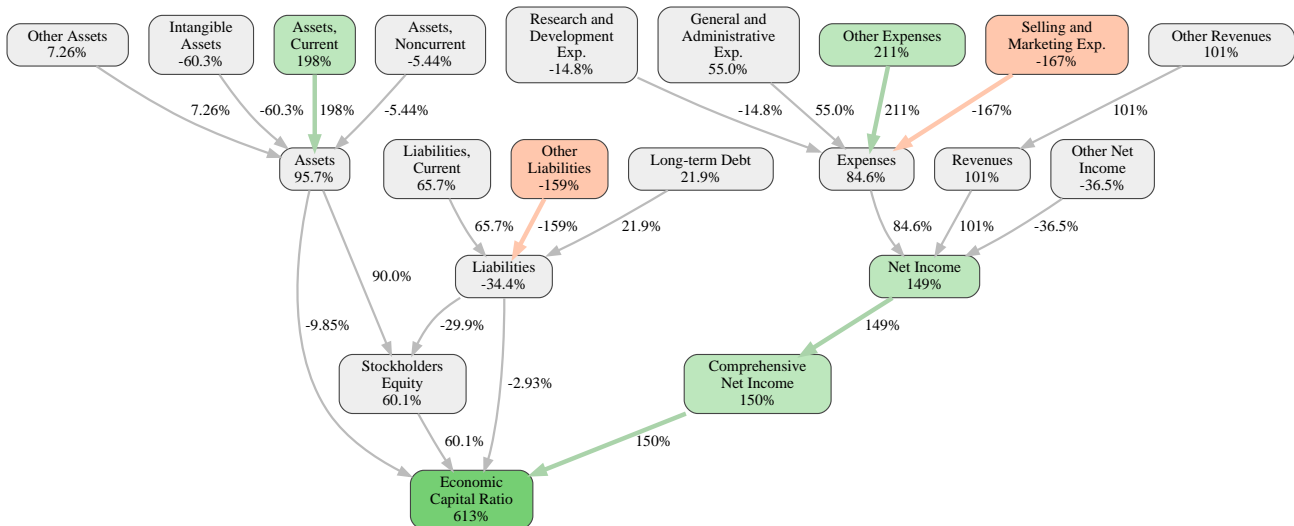 Other Assets
7.26%
Intangible
Assets
-60.3%
Assets,
Current
198%
Assets,
Noncurrent
-5.44%
Research and
Development
Exp.
-14.8%
General and
Administrative
Exp.
55.0%
Other Expenses
211%
Selling and
Marketing Exp.
-167%
Other Revenues
101%
7.26%
-60.3%
198%
-5.44%
-14.8%
55.0%
211%
-167%
101%
Assets
95.7%
Liabilities,
Current
65.7%
Other
Liabilities
-159%
Long-term Debt
21.9%
Expenses
84.6%
Revenues
101%
Other Net
Income
-36.5%
65.7%
-159%
21.9%
84.6%
101%
-36.5%
Liabilities
-34.4%
Net Income
149%
90.0%
-9.85%
-29.9%
149%
Stockholders
Equity
60.1%
-2.93%
Comprehensive
Net Income
150%
60.1%
150%
Economic
Capital Ratio
613%